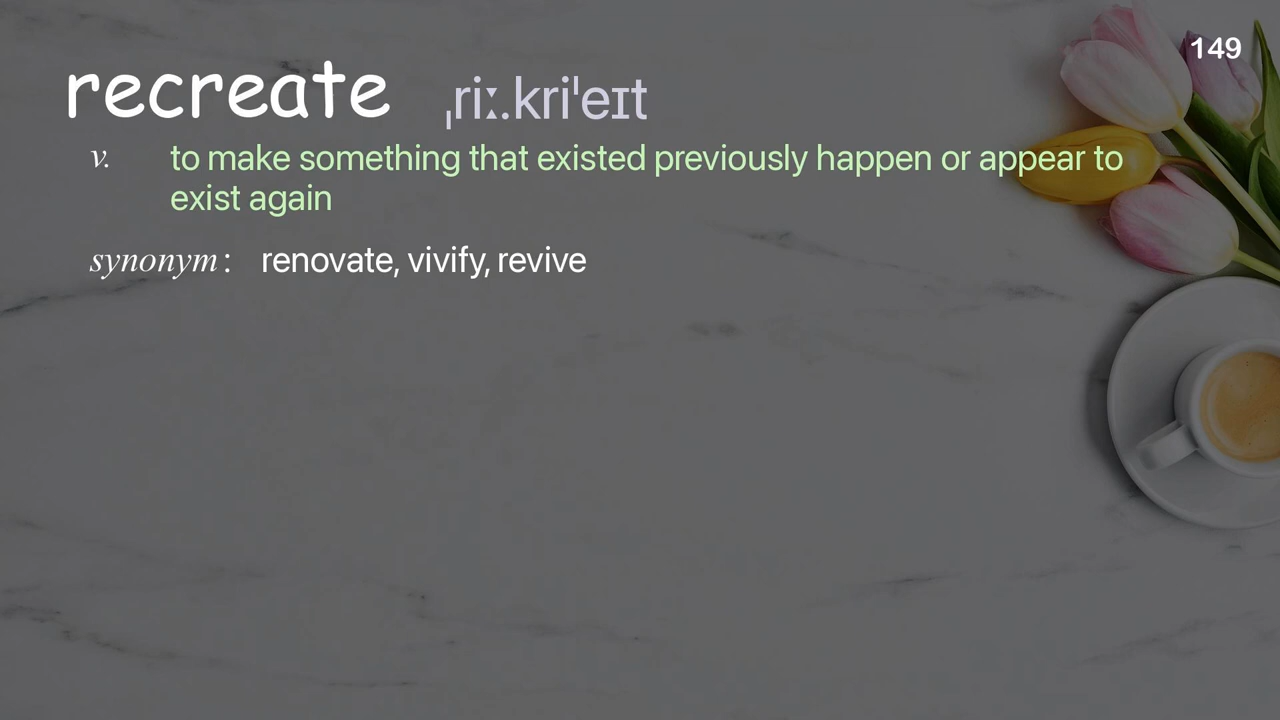 149
recreate ˌriː.kriˈeɪt
v. to make something that existed previously happen or appear to
exist again
synonym: renovate, vivify, revive